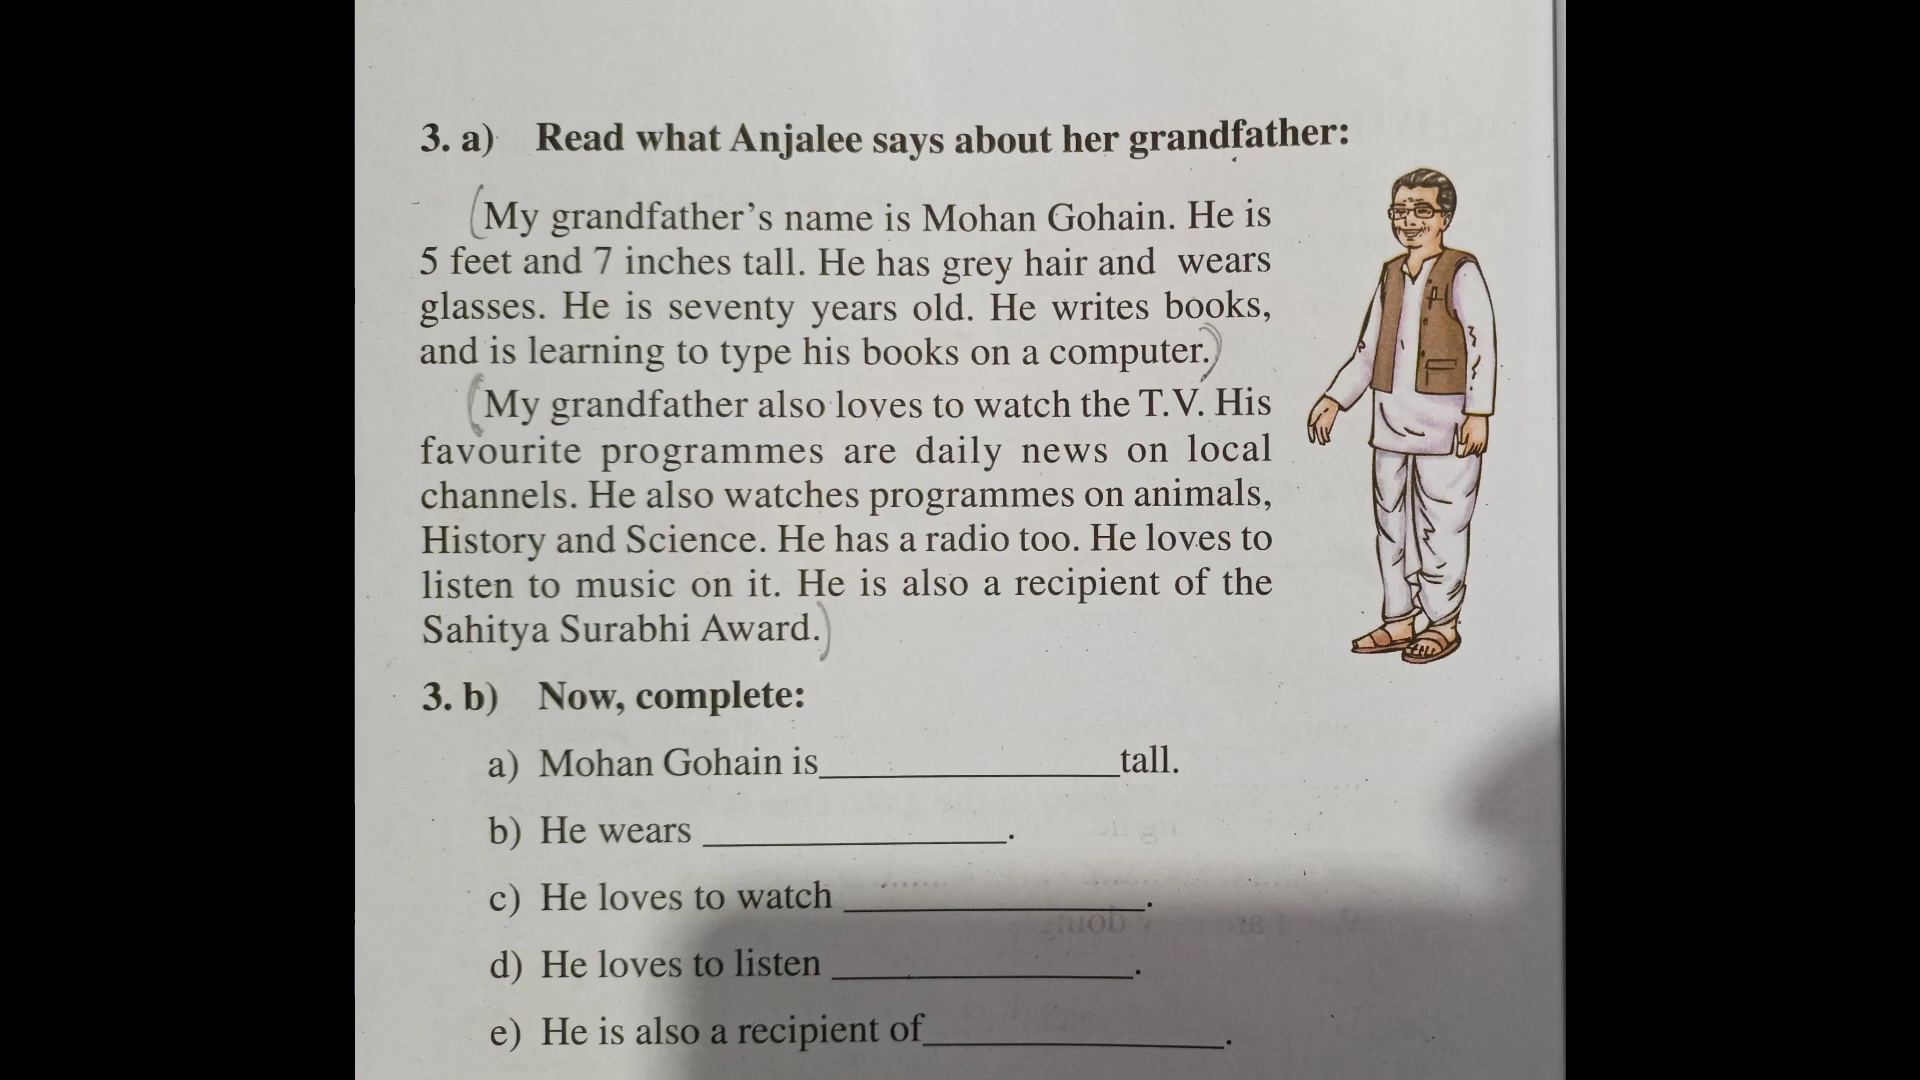 3. a) Read what Anjalee says about her grandfather:
My grandfather's name is Mohan Gohain. He is
5 feet and 7 inches tall. He has grey hair and wears
glasses. He is seventy years old. He writes books,
and is learning to type his books on a computer.
My grandfather also loves to watch the T.V. His
favourite programmes are daily news on local
channels. He also watches programmes on animals,
History and Science. He has a radio too. He loves to
listen to music on it. He is also a recipient of the
Sahitya Surabhi Award.
3. b) Now, complete:
a) Mohan Gohain is______________tall.
b) He wears ______________.
c) He loves to watch ______________.
d) He loves to listen ______________.
e) He is also a recipient of______________.